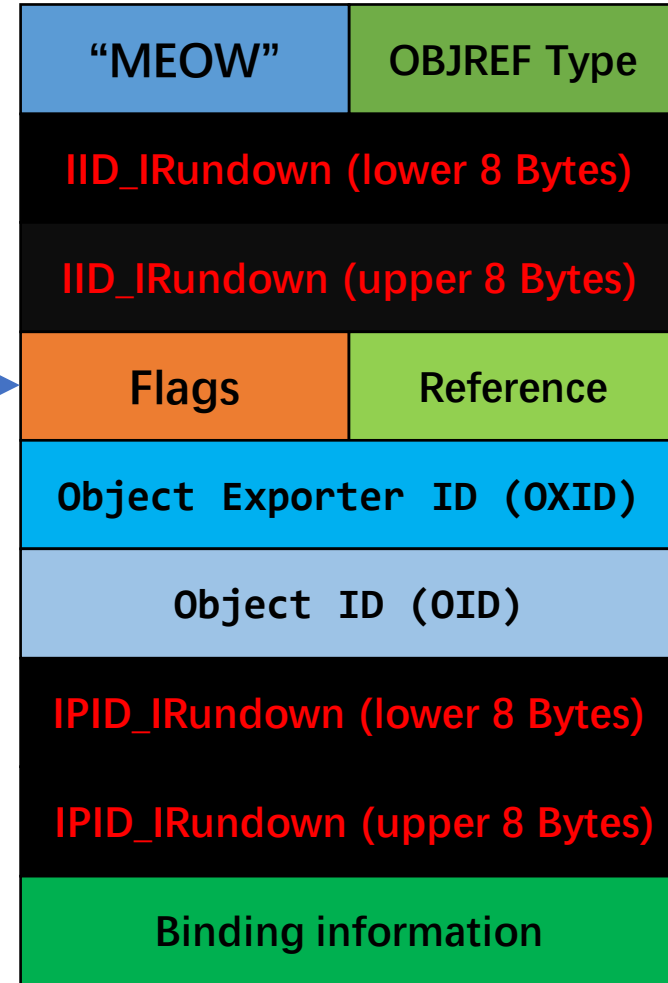 “MEOW”
OBJREF Type
IID_IRundown (lower 8 Bytes)
IID_IRundown (upper 8 Bytes)
Flags
Reference
Object Exporter ID (OXID)
Object ID (OID)
IPID_IRundown (lower 8 Bytes)
IPID_IRundown (upper 8 Bytes)
Binding information